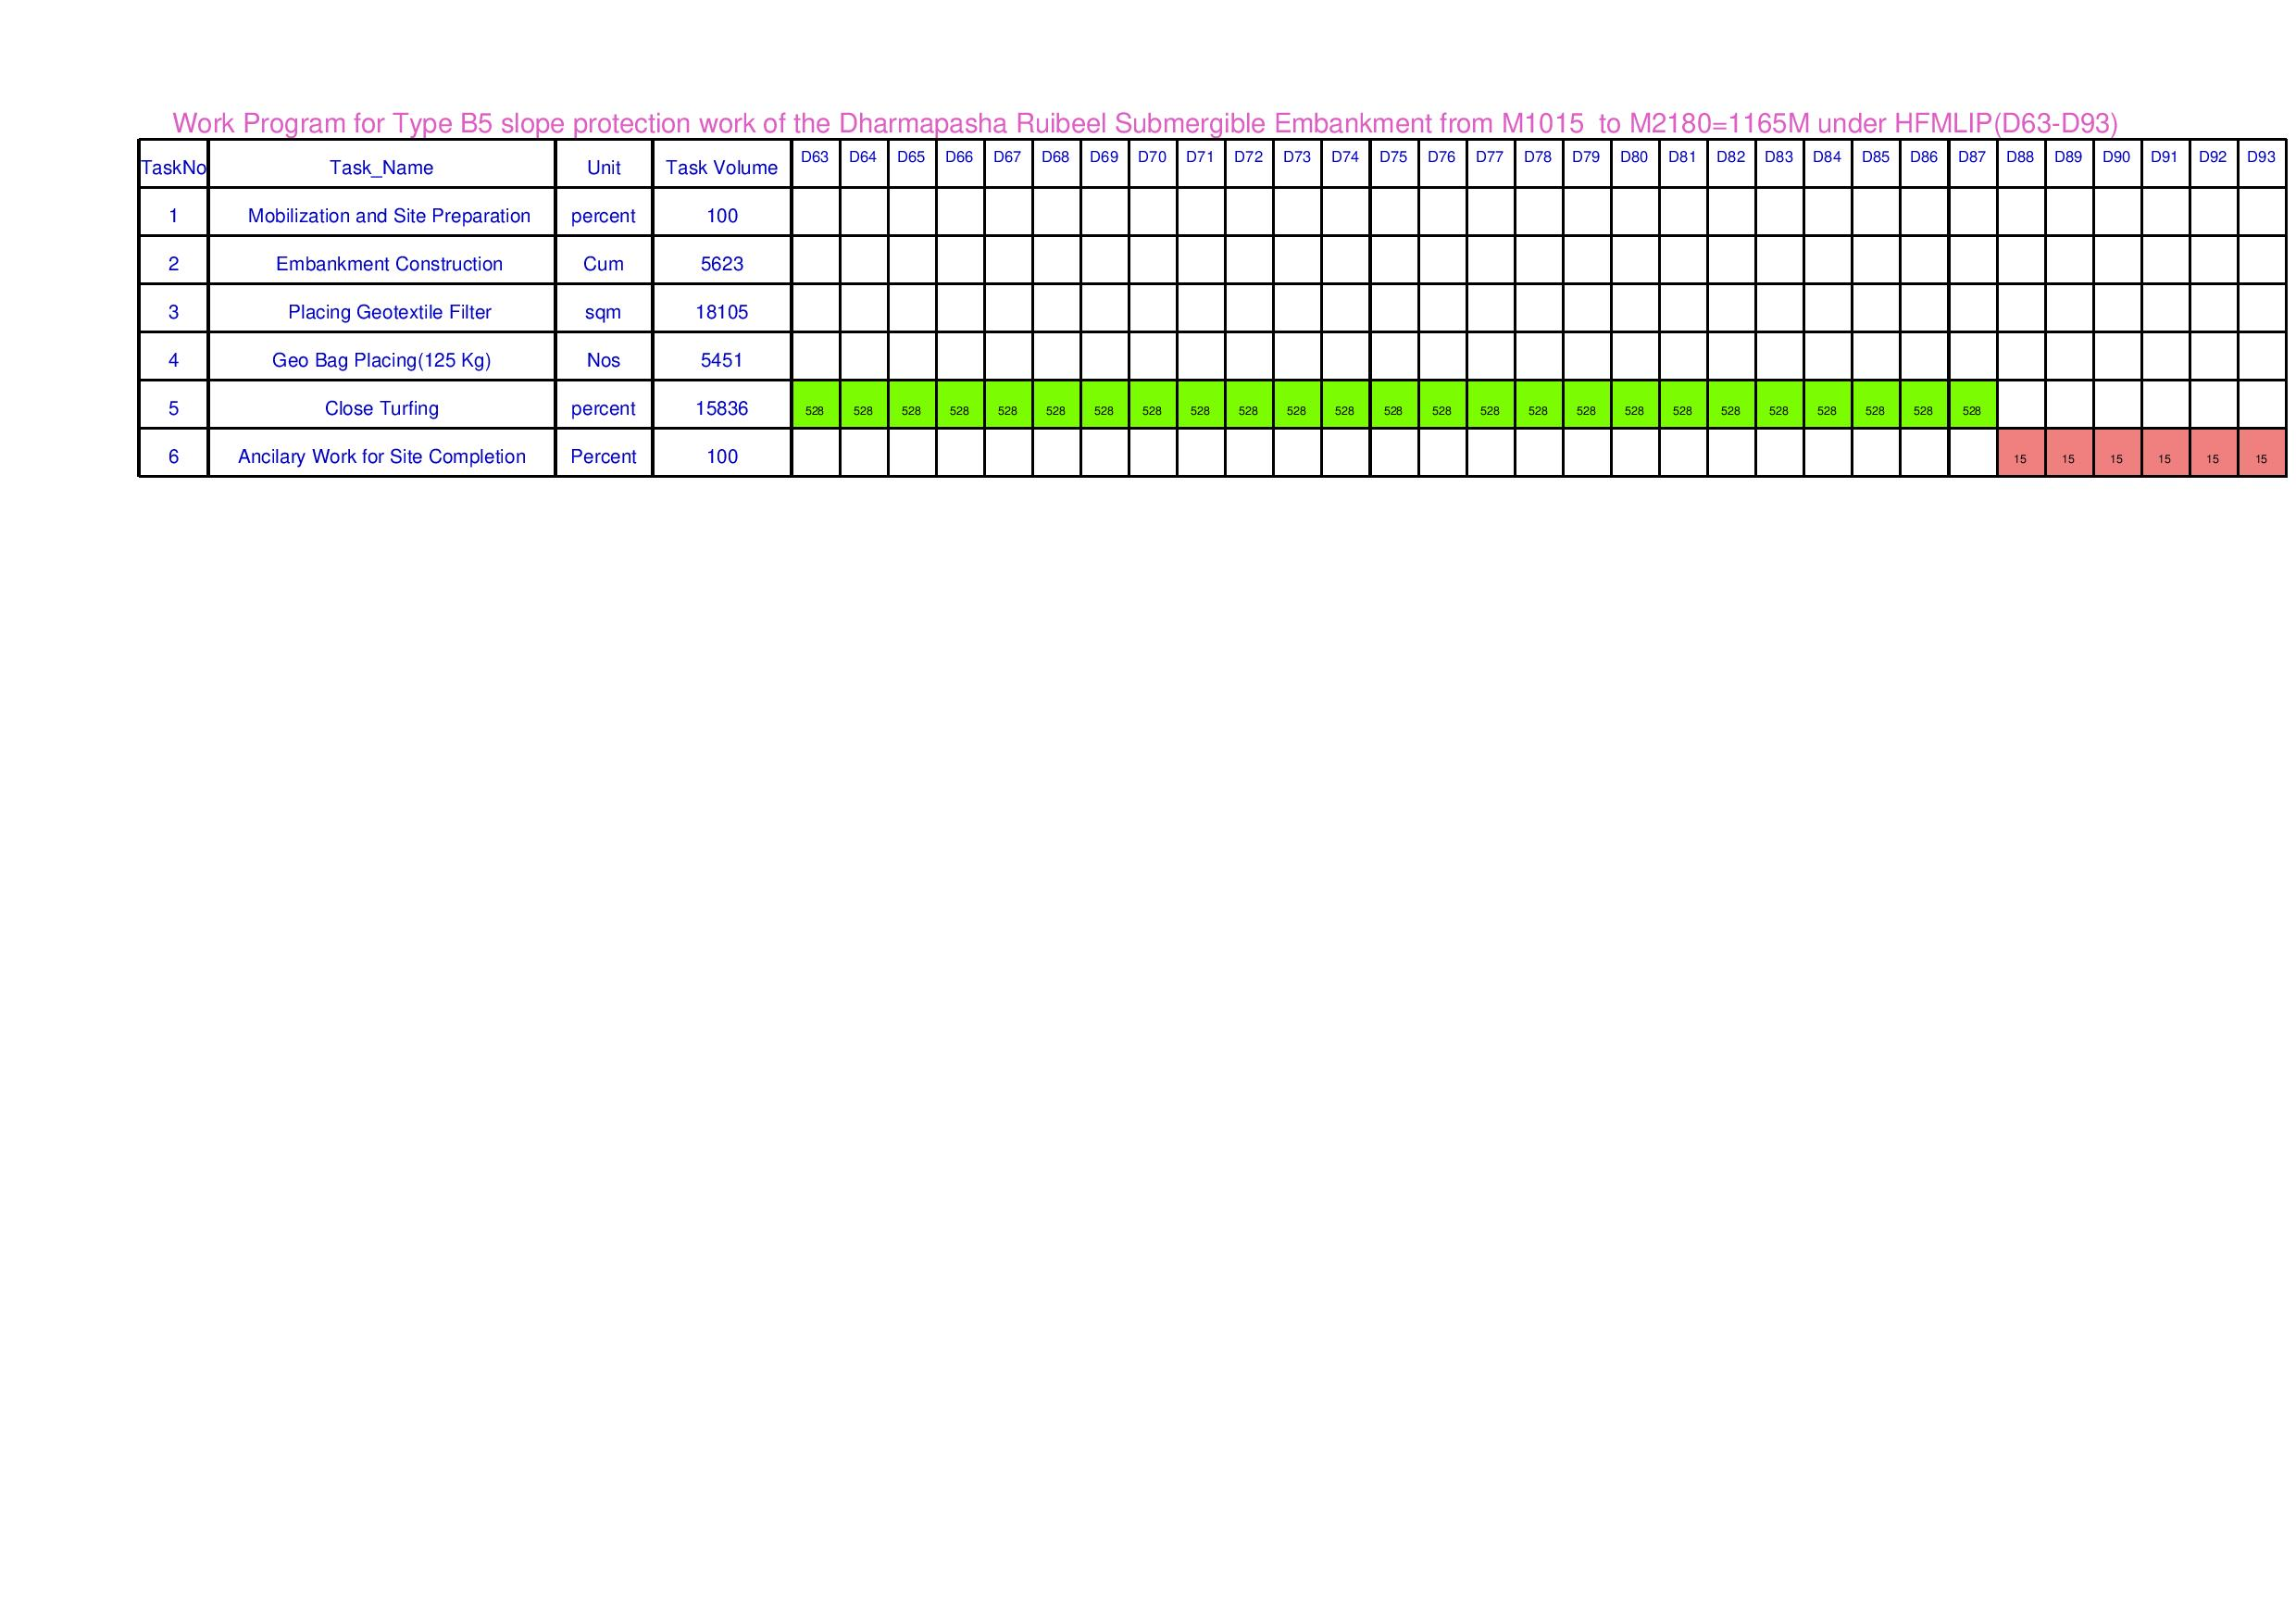 Work Program for Type B5 slope protection work of the Dharmapasha Ruibeel Submergible Embankment from M1015 to M2180=1165M under HFMLIP(D63-D93)
TaskNo Task_Name Unit Task Volume D63 D64 D65 D66 D67 D68 D69 D70 D71 D72 D73 D74 D75 D76 D77 D78 D79 D80 D81 D82 D83 D84 D85 D86 D87 D88 D89 D90 D91 D92 D93
1 Mobilization and Site Preparation percent 100
2 Embankment Construction Cum 5623
3 Placing Geotextile Filter sqm 18105
4 Geo Bag Placing(125 Kg) Nos 5451
5 Close Turfing percent 15836 528 528 528 528 528 528 528 528 528 528 528 528 528 528 528 528 528 528 528 528 528 528 528 528 528
6 Ancilary Work for Site Completion Percent 100 15 15 15 15 15 15